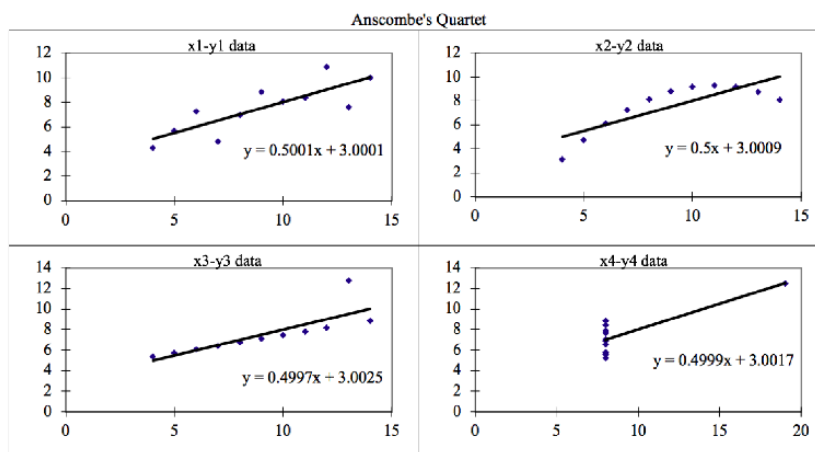 Anscombe's Quartet
x1-y1 data
12
10
8
6
4
2
0
y = 0.5001x + 3.0001
0 5 10 15
x2-y2 data
12
10
8
6
4
2
0
y = 0.5x + 3.0009
0 5 10 15
x3-y3 data
14
12
10
8
6
4
2
0
y = 0.4997x + 3.0025
0 5 10 15
x4-y4 data
14
12
10
8
6
4
2
0
y = 0.4999x + 3.0017
0 5 10 15 20